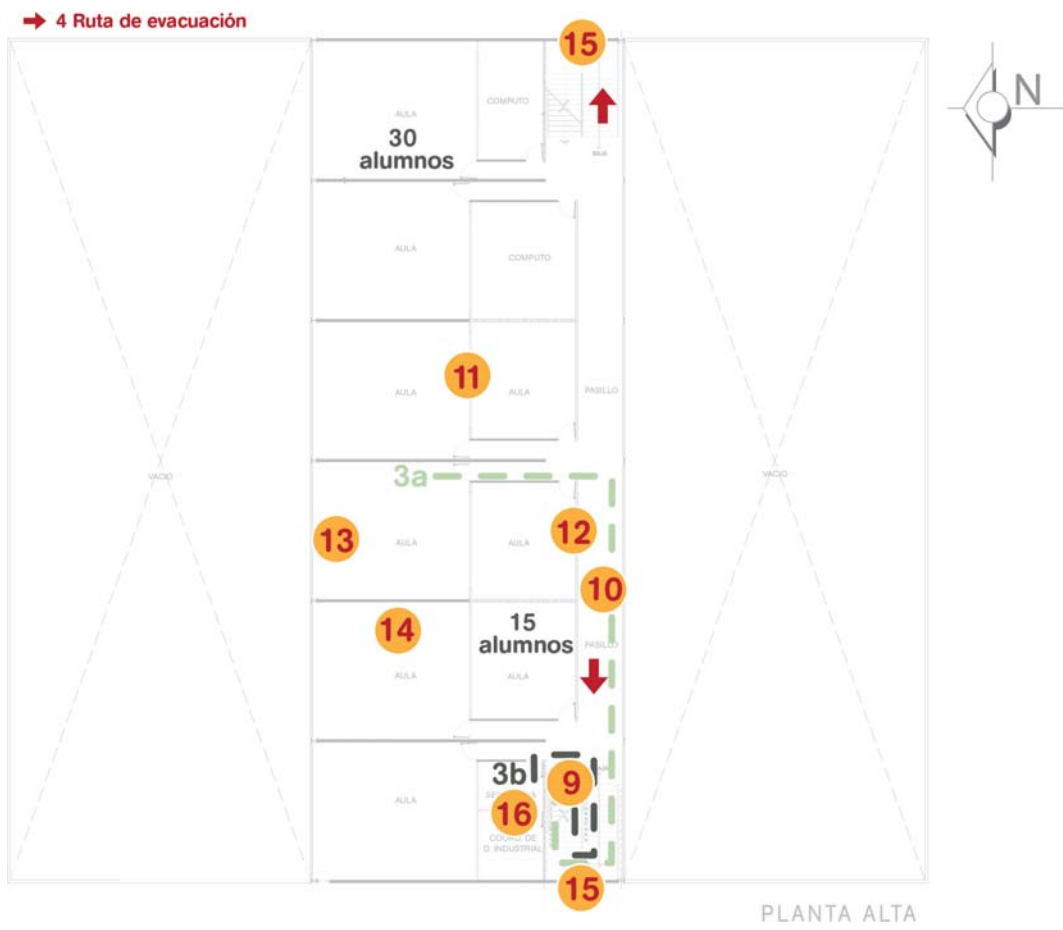 4 Ruta de evacuación
15
N
COMPUTO
AULA
30
alumnos
BAJA
AULA
COMPUTO
11
AULA
AULA
PASILLO
3a
VACIO
VACIO
13
12
AULA
AULA
10
14
15
alumnos
PASILLO
AULA
AULA
3b
9
AULA
16
COORD. DE
D. INDUSTRIAL
15
PLANTA ALTA